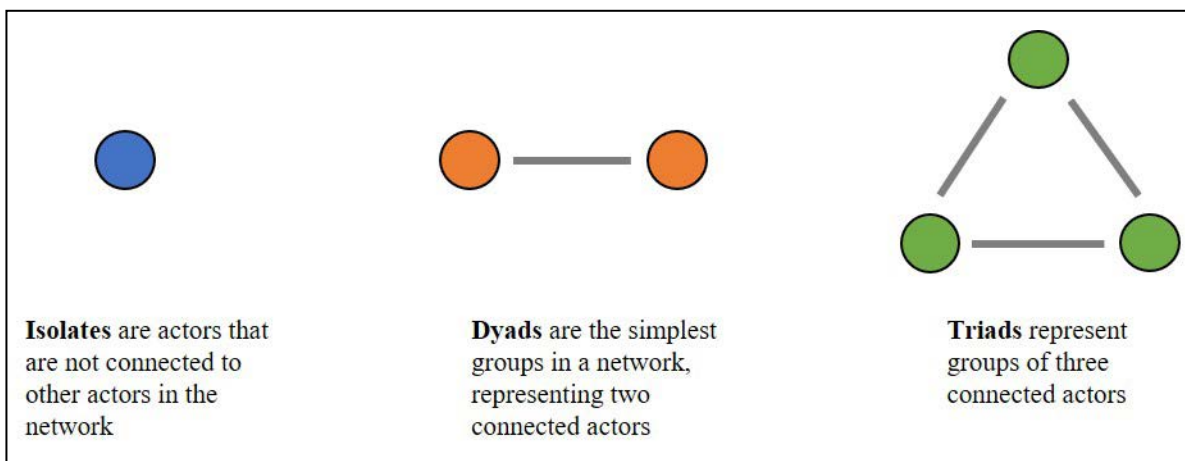 Isolates are actors that
are not connected to
other actors in the
network
Dyads are the simplest
groups in a network,
representing two
connected actors
Triads represent
groups of three
connected actors